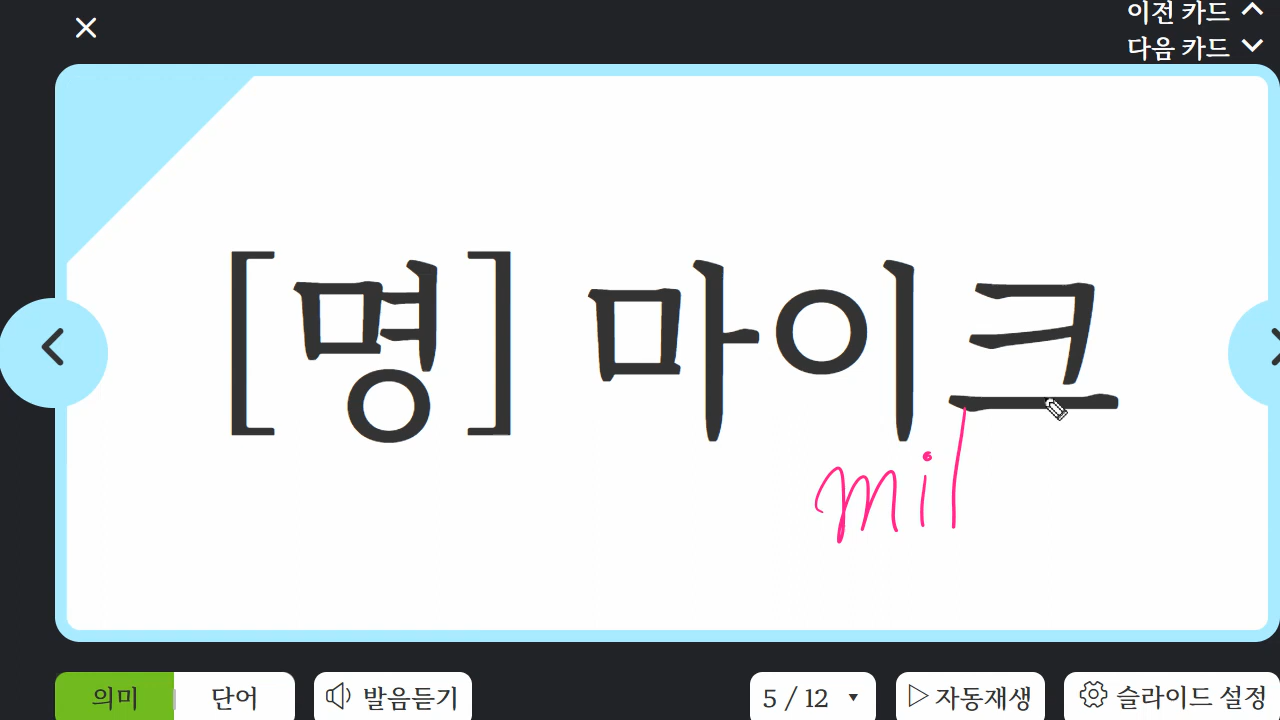 이전 카드
다음 카드
[명] 마이크
mil
의미 단어 발음듣기 5 / 12 자동재생 슬라이드 설정